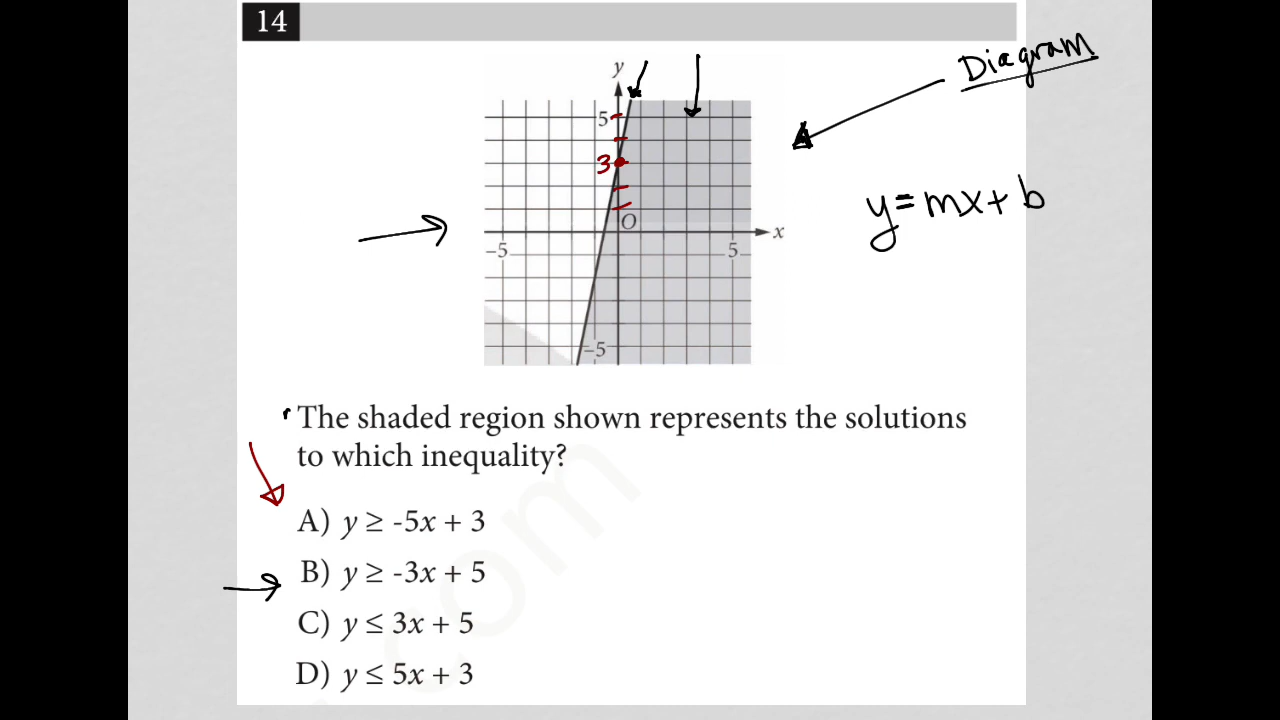 14
Diagram
y
5
3
y=mx+b
O
-5
5
x
-5
The shaded region shown represents the solutions
to which inequality?
A) y ≥ -5x + 3
B) y ≥ -3x + 5
C) y ≤ 3x + 5
D) y ≤ 5x + 3
.com